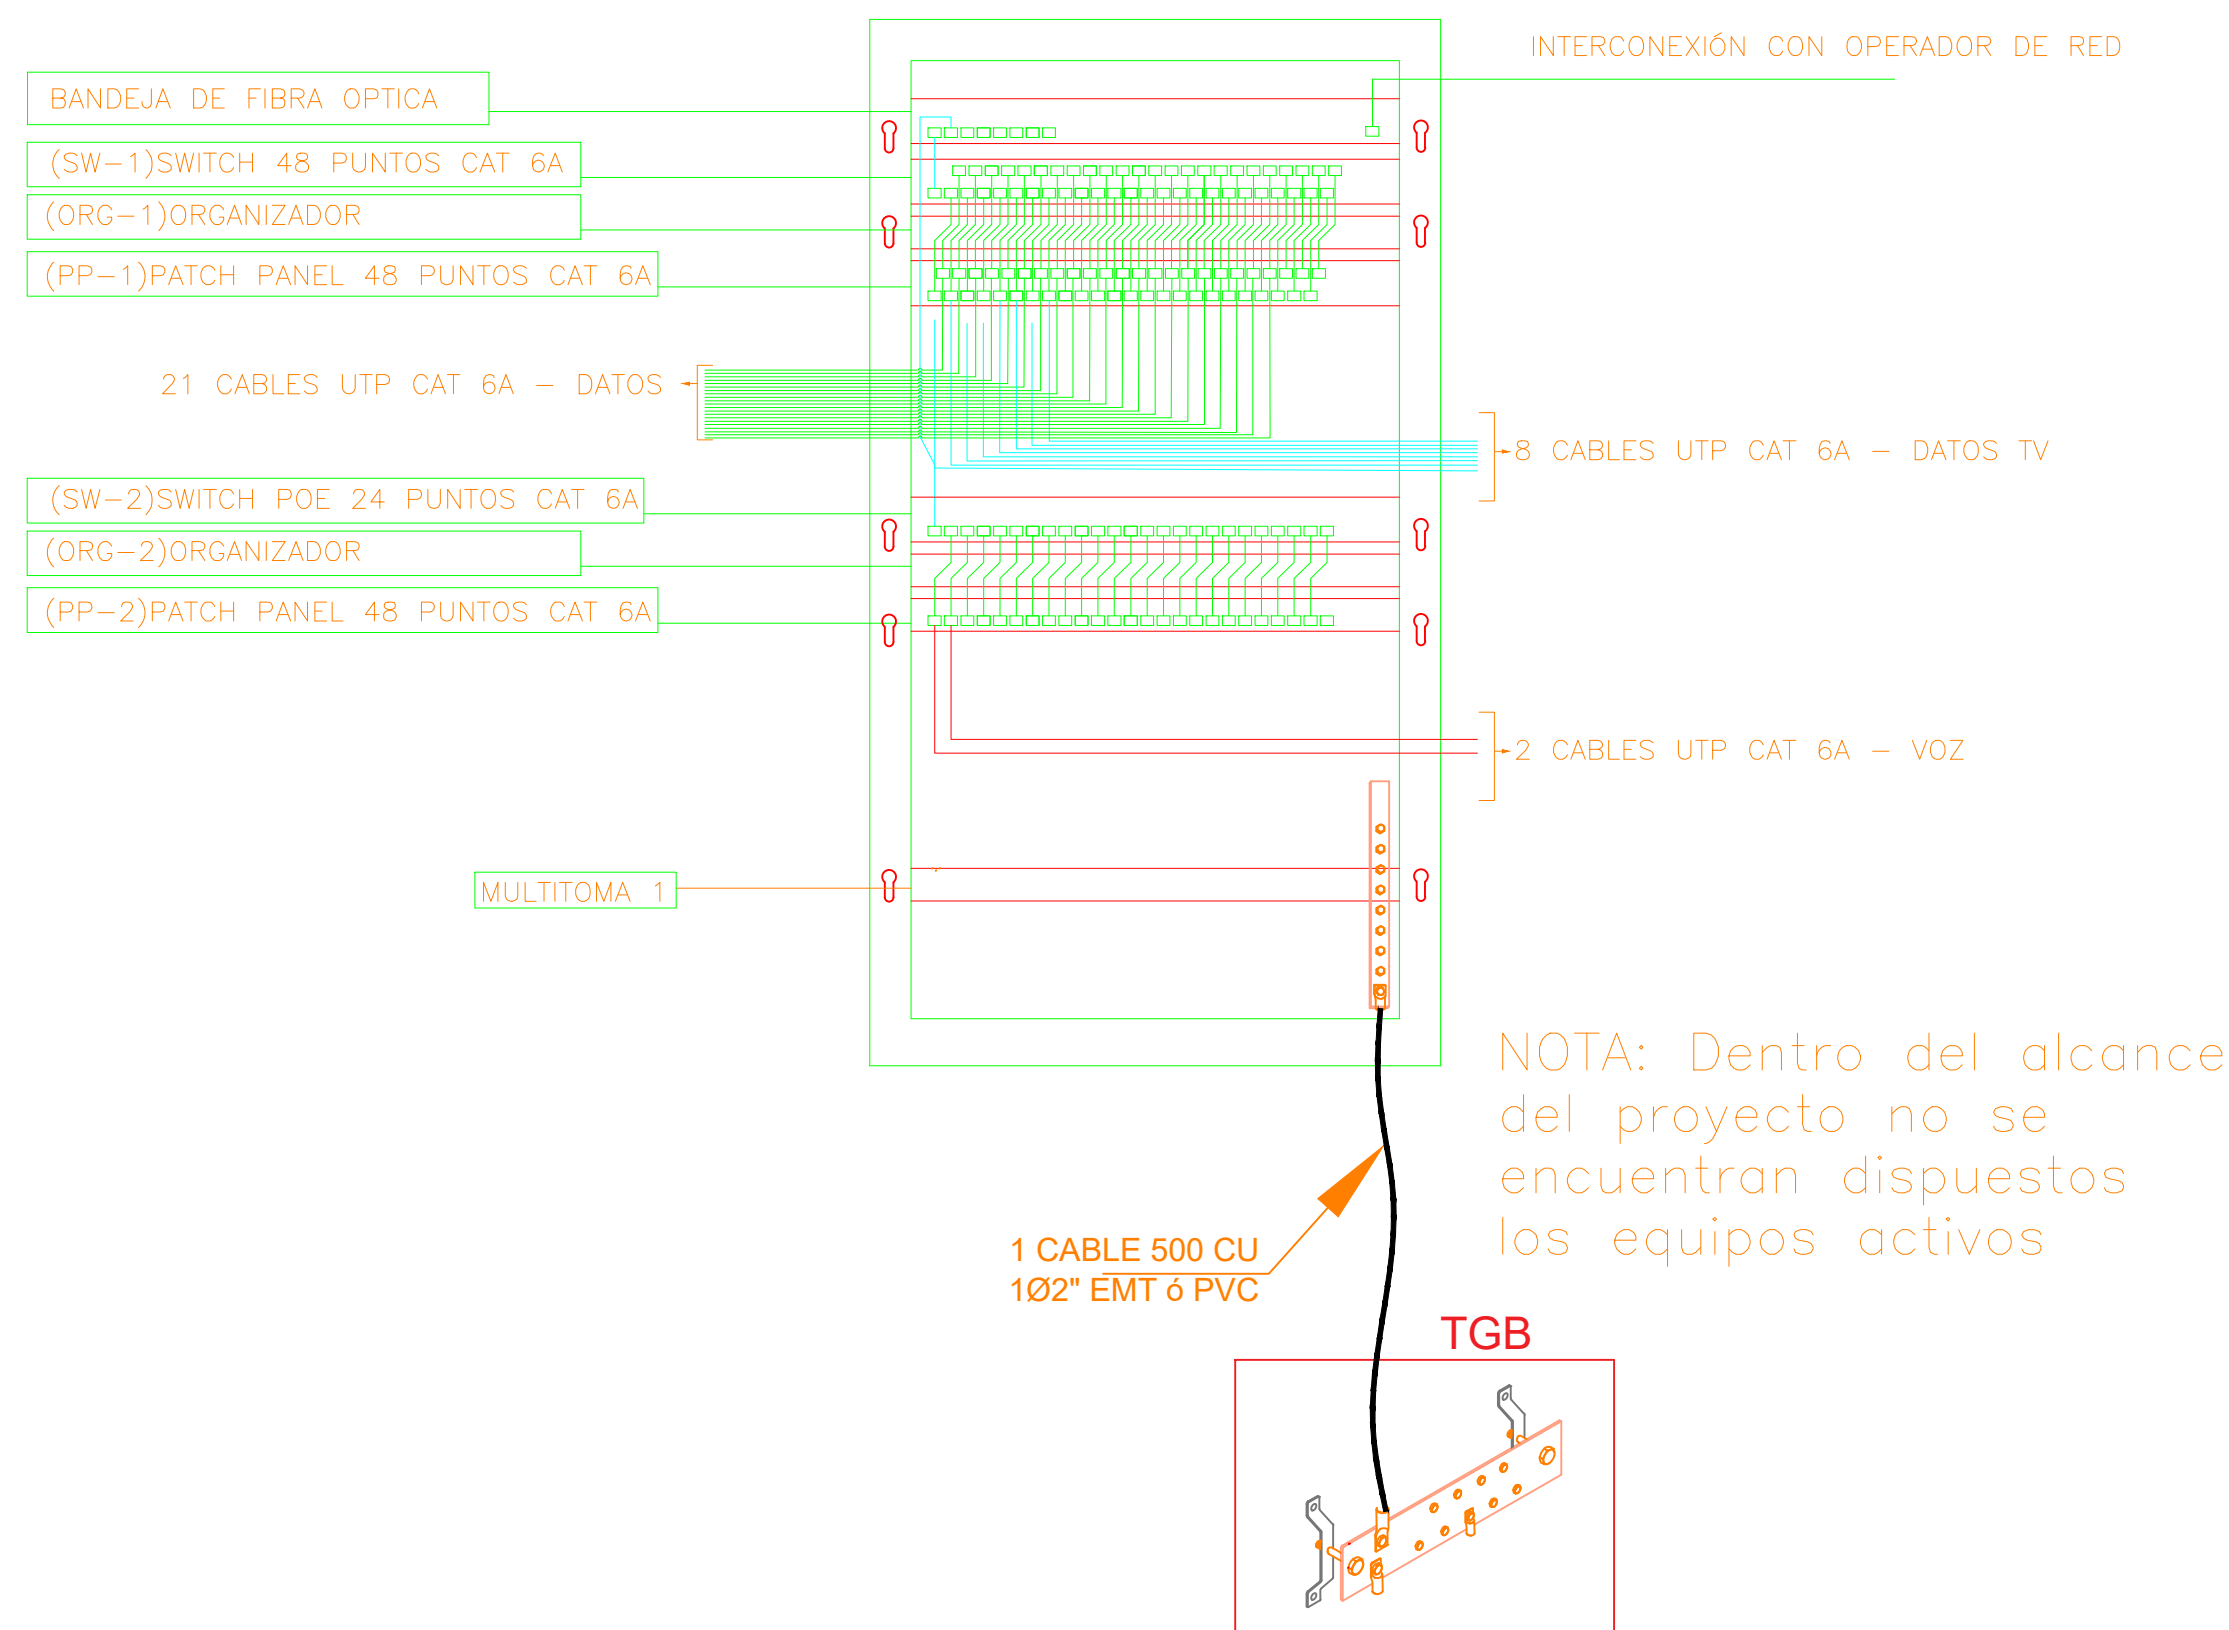 INTERCONEXIÓN CON OPERADOR DE RED
BANDEJA DE FIBRA OPTICA
(SW-1)SWITCH 48 PUNTOS CAT 6A
(ORG-1)ORGANIZADOR
(PP-1)PATCH PANEL 48 PUNTOS CAT 6A
21 CABLES UTP CAT 6A - DATOS
8 CABLES UTP CAT 6A - DATOS TV
(SW-2)SWITCH POE 24 PUNTOS CAT 6A
(ORG-2)ORGANIZADOR
(PP-2)PATCH PANEL 48 PUNTOS CAT 6A
2 CABLES UTP CAT 6A - VOZ
MULTITOMA 1
NOTA: Dentro del alcance
del proyecto no se
encuentran dispuestos
los equipos activos
1 CABLE 500 CU
1Ø2" EMT ó PVC
TGB